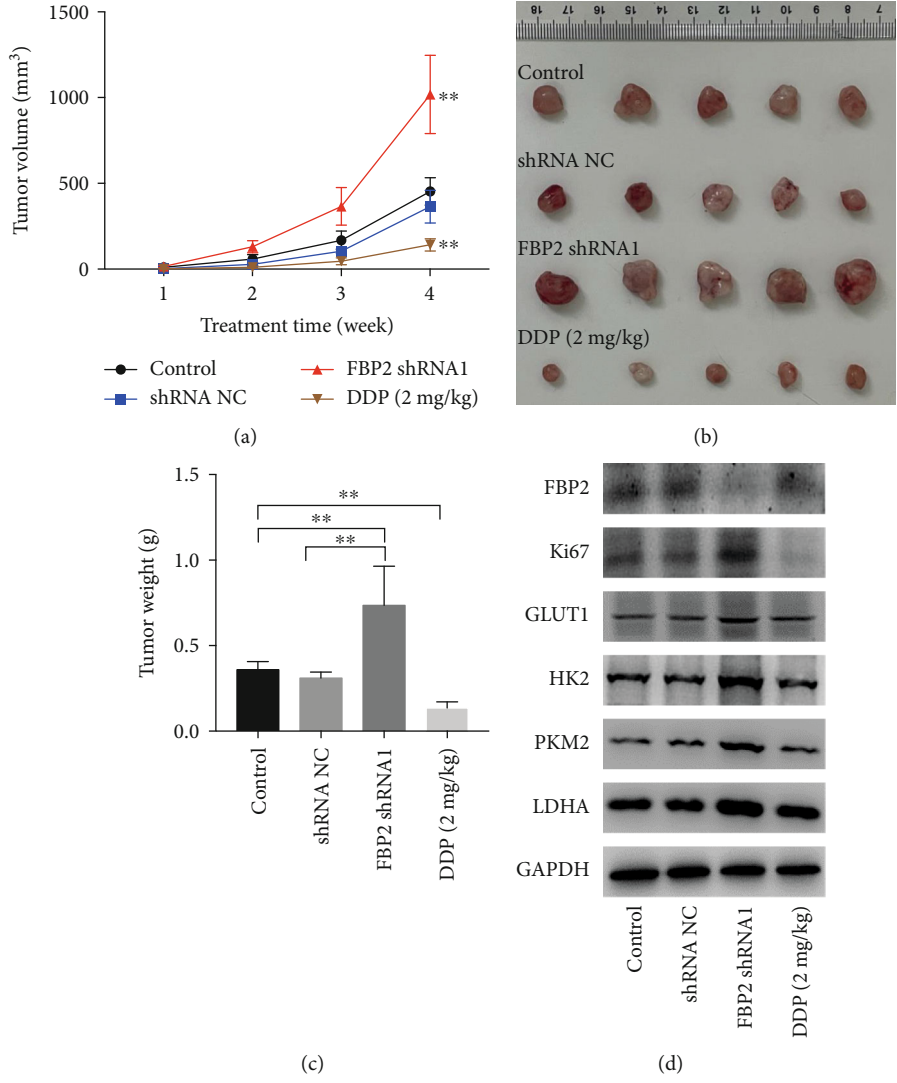 Tumor volume (mm³)
1000
500
0
1 2 3 4
**
**
Treatment time (week)
Control
FBP2 shRNA1
shRNA NC
DDP (2 mg/kg)
(a)
18 17 16 15 14 13 12 11 10 9 8 7
Control
shRNA NC
FBP2 shRNA1
DDP (2 mg/kg)
(b)
Tumor weight (g)
1.5
1.0
0.5
0.0
**
**
**
Control
shRNA NC
FBP2 shRNA1
DDP (2 mg/kg)
(c)
FBP2
Ki67
GLUT1
HK2
PKM2
LDHA
GAPDH
Control
shRNA NC
FBP2 shRNA1
DDP (2 mg/kg)
(d)